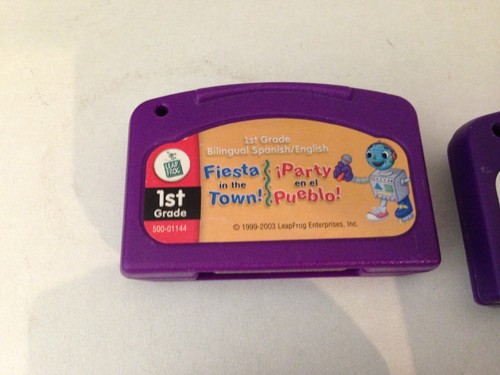 1st Grade
Bilingual Spanish/English
LEAP
FROG
Fiesta
in the
Town!
¡Party
en el
Pueblo!
1st
Grade
500-01144
© 1999-2003 LeapFrog Enterprises, Inc.